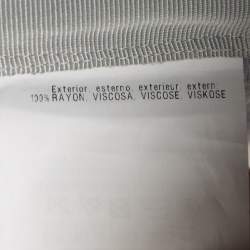 Exterior, esterno, exterieur, extern
100% RAYON, VISCOSA, VISCOSE, VISKOSE